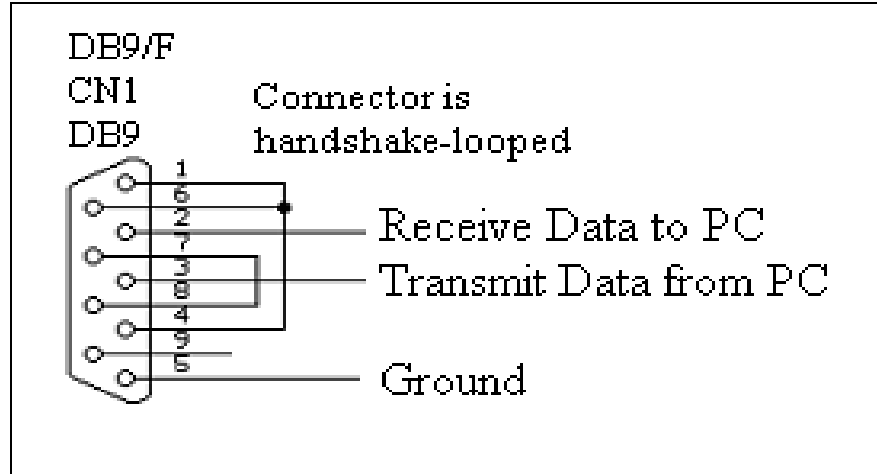 DB9/F
CN1
DB9
Connector is
handshake-looped
1
6
2
7
3
8
4
9
5
Receive Data to PC
Transmit Data from PC
Ground